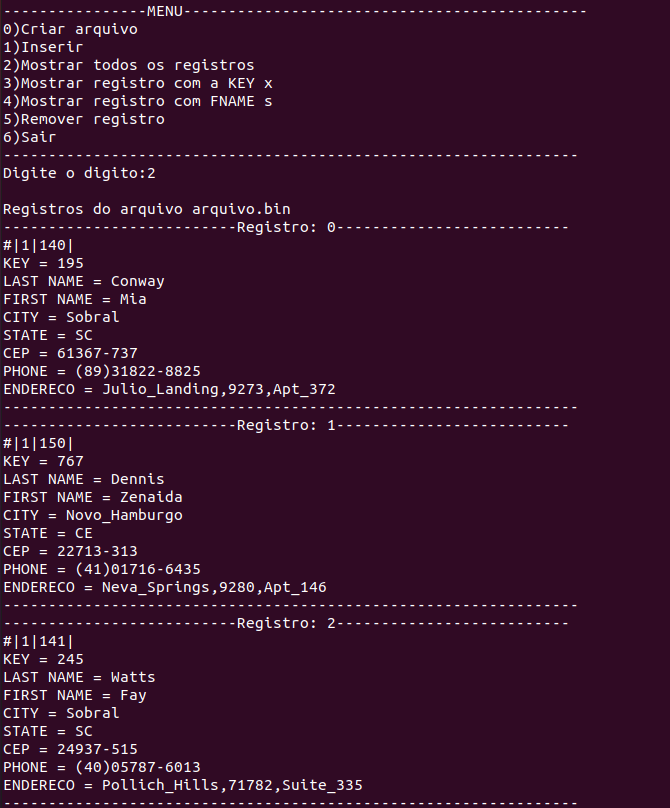 ----------------MENU---------------------------------------------
0)Criar arquivo
1)Inserir
2)Mostrar todos os registros
3)Mostrar registro com a KEY x
4)Mostrar registro com FNAME s
5)Remover registro
6)Sair
----------------------------------------------------------------
Digite o digito:2
Registros do arquivo arquivo.bin
--------------------------Registro: 0--------------------------
#|1|140|
KEY = 195
LAST NAME = Conway
FIRST NAME = Mia
CITY = Sobral
STATE = SC
CEP = 61367-737
PHONE = (89)31822-8825
ENDERECO = Julio_Landing,9273,Apt_372
----------------------------------------------------------------
--------------------------Registro: 1--------------------------
#|1|150|
KEY = 767
LAST NAME = Dennis
FIRST NAME = Zenaida
CITY = Novo_Hamburgo
STATE = CE
CEP = 22713-313
PHONE = (41)01716-6435
ENDERECO = Neva_Springs,9280,Apt_146
----------------------------------------------------------------
--------------------------Registro: 2--------------------------
#|1|141|
KEY = 245
LAST NAME = Watts
FIRST NAME = Fay
CITY = Sobral
STATE = SC
CEP = 24937-515
PHONE = (40)05787-6013
ENDERECO = Pollich_Hills,71782,Suite_335
----------------------------------------------------------------